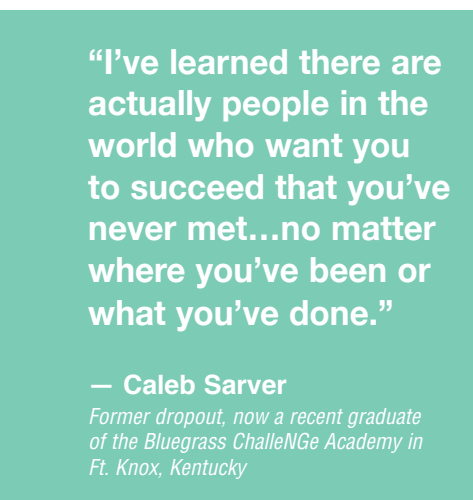 “I’ve learned there are
actually people in the
world who want you
to succeed that you’ve
never met…no matter
where you’ve been or
what you’ve done.”
— Caleb Sarver
Former dropout, now a recent graduate
of the Bluegrass ChalleNGe Academy in
Ft. Knox, Kentucky